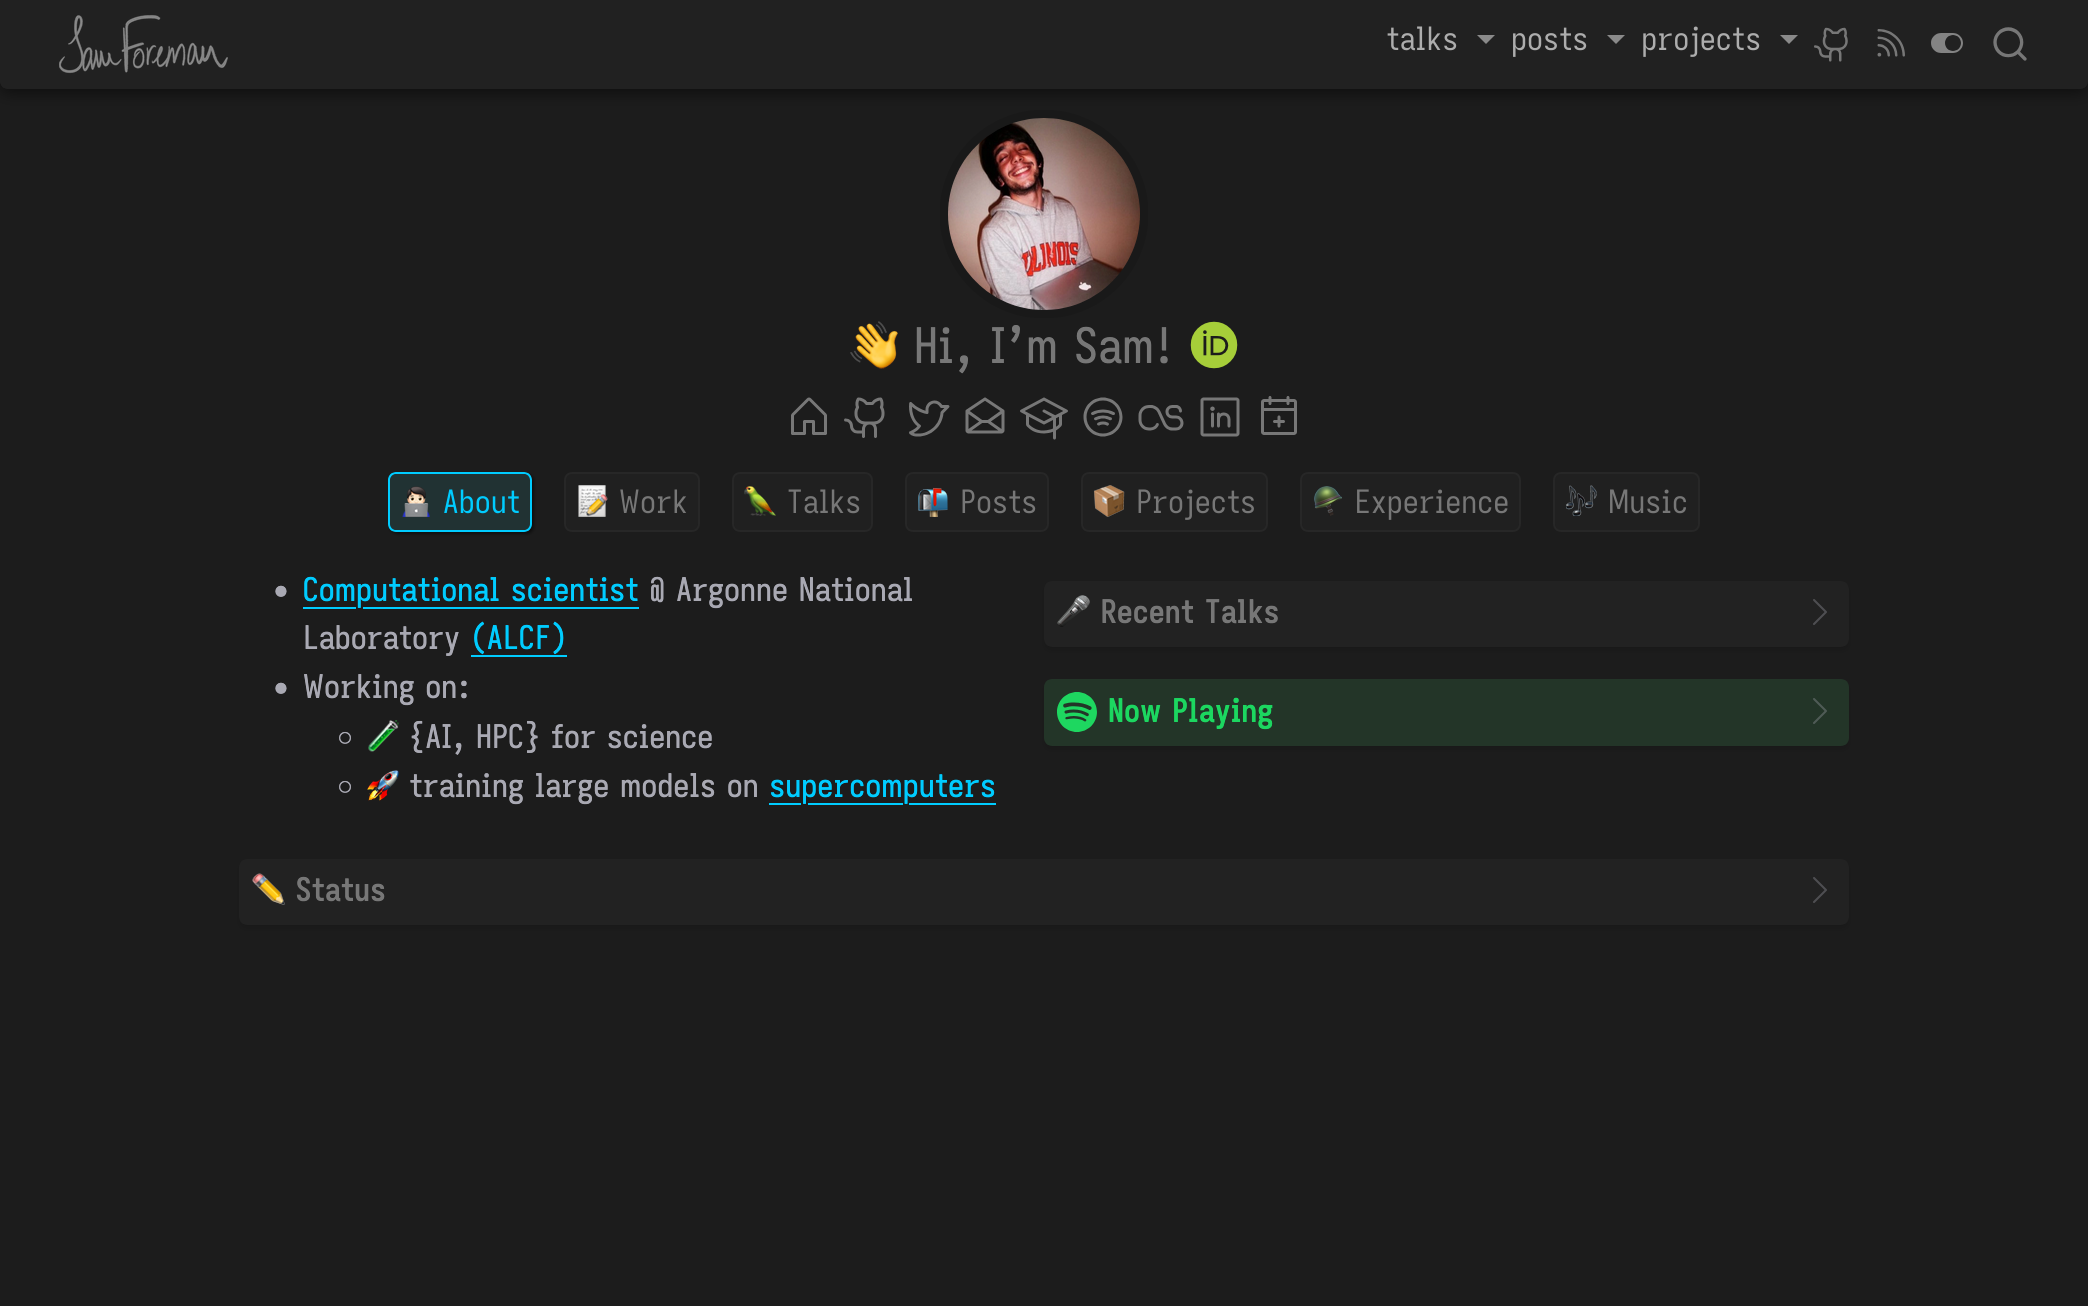 Sam Foreman
talks posts projects
ILLINOIS
👋 Hi, I’m Sam! iD
in
About Work Talks Posts Projects Experience Music
Computational scientist @ Argonne National
Laboratory (ALCF)
Working on:
{AI, HPC} for science
training large models on supercomputers
Recent Talks
Now Playing
Status